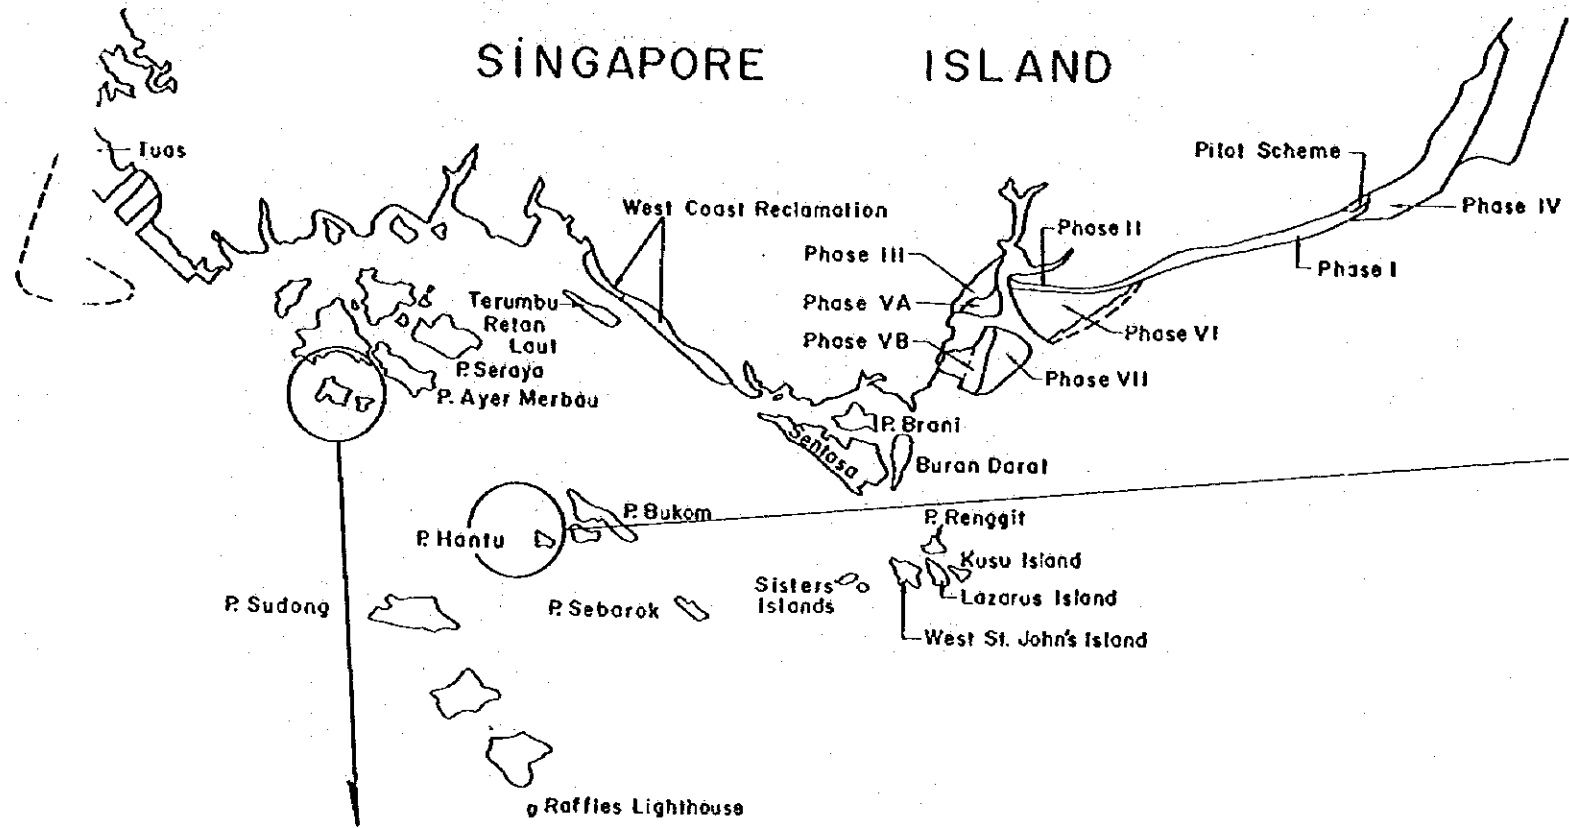 SINGAPORE ISLAND
Tuas
Pilot Scheme
West Coast Reclamation
Phase IV
Phase II
Phase III
Phase I
Phase VA
Terumbu
Retan
Laut
Phase VI
Phase VB
P. Seraya
Phase VII
P. Ayer Merbau
P. Brani
Sentosa
Buran Darat
P. Bukom
P. Renggit
P. Hantu
Kusu Island
Sisters
Islands
Lazarus Island
P. Sudong
P. Sebarok
West St. John's Island
Raffles Lighthouse